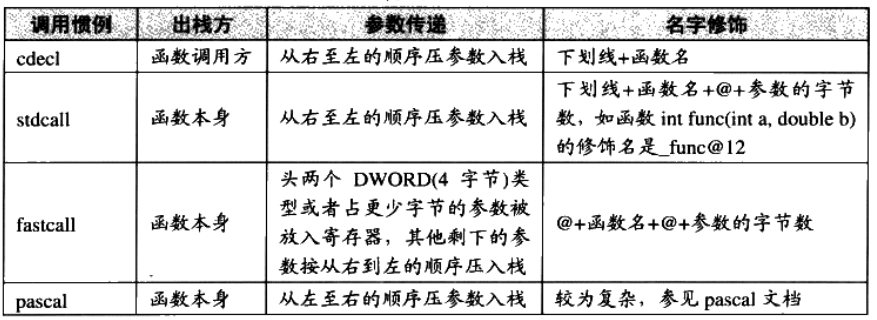 调用惯例 出栈方 参数传递 名字修饰
cdecl 函数调用方 从右至左的顺序压参数入栈 下划线+函数名
stdcall 函数本身 从右至左的顺序压参数入栈
下划线+函数名+@+参数的字节
数，如函数 int func(int a, double b)
的修饰名是_func@12
fastcall 函数本身
头两个 DWORD(4 字节)类
型或者占更少字节的参数被
放入寄存器，其他剩下的参
数按从右到左的顺序压入栈
@+函数名+@+参数的字节数
pascal 函数本身 从左至右的顺序压参数入栈 较为复杂，参见 pascal 文档